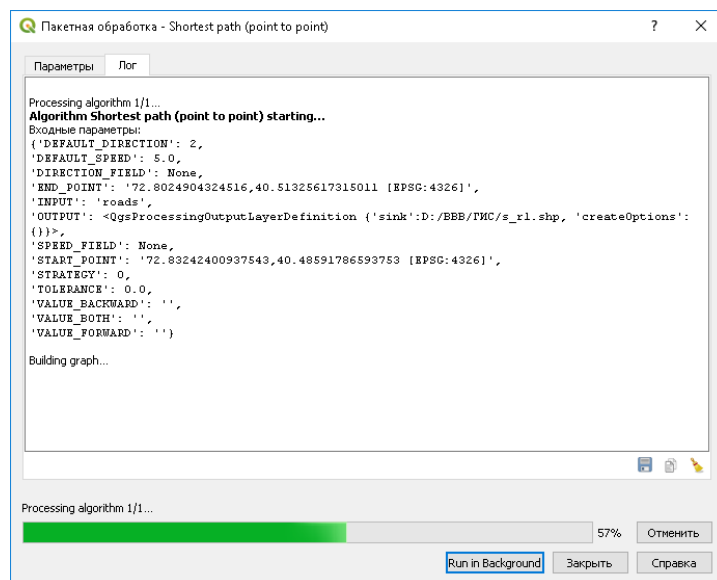 Пакетная обработка - Shortest path (point to point)
Параметры
Лог
Processing algorithm 1/1...
Algorithm Shortest path (point to point) starting...
Входные параметры:
{'DEFAULT_DIRECTION': 2,
'DEFAULT_SPEED': 5.0,
'DIRECTION_FIELD': None,
'END_POINT': '72.8024904324516,40.51325617315011 [EPSG:4326]',
'INPUT': 'roads',
'OUTPUT': <QgsProcessingOutputLayerDefinition {'sink':D:/BBB/ГИС/s_r1.shp, 'createOptions':
{}}>,
'SPEED_FIELD': None,
'START_POINT': '72.83242400937543,40.48591786593753 [EPSG:4326]',
'STRATEGY': 0,
'TOLERANCE': 0.0,
'VALUE_BACKWARD': '',
'VALUE_BOTH': '',
'VALUE_FORWARD': ''}
Building graph...
Processing algorithm 1/1...
57%
Отменить
Run in Background
Закрыть
Справка